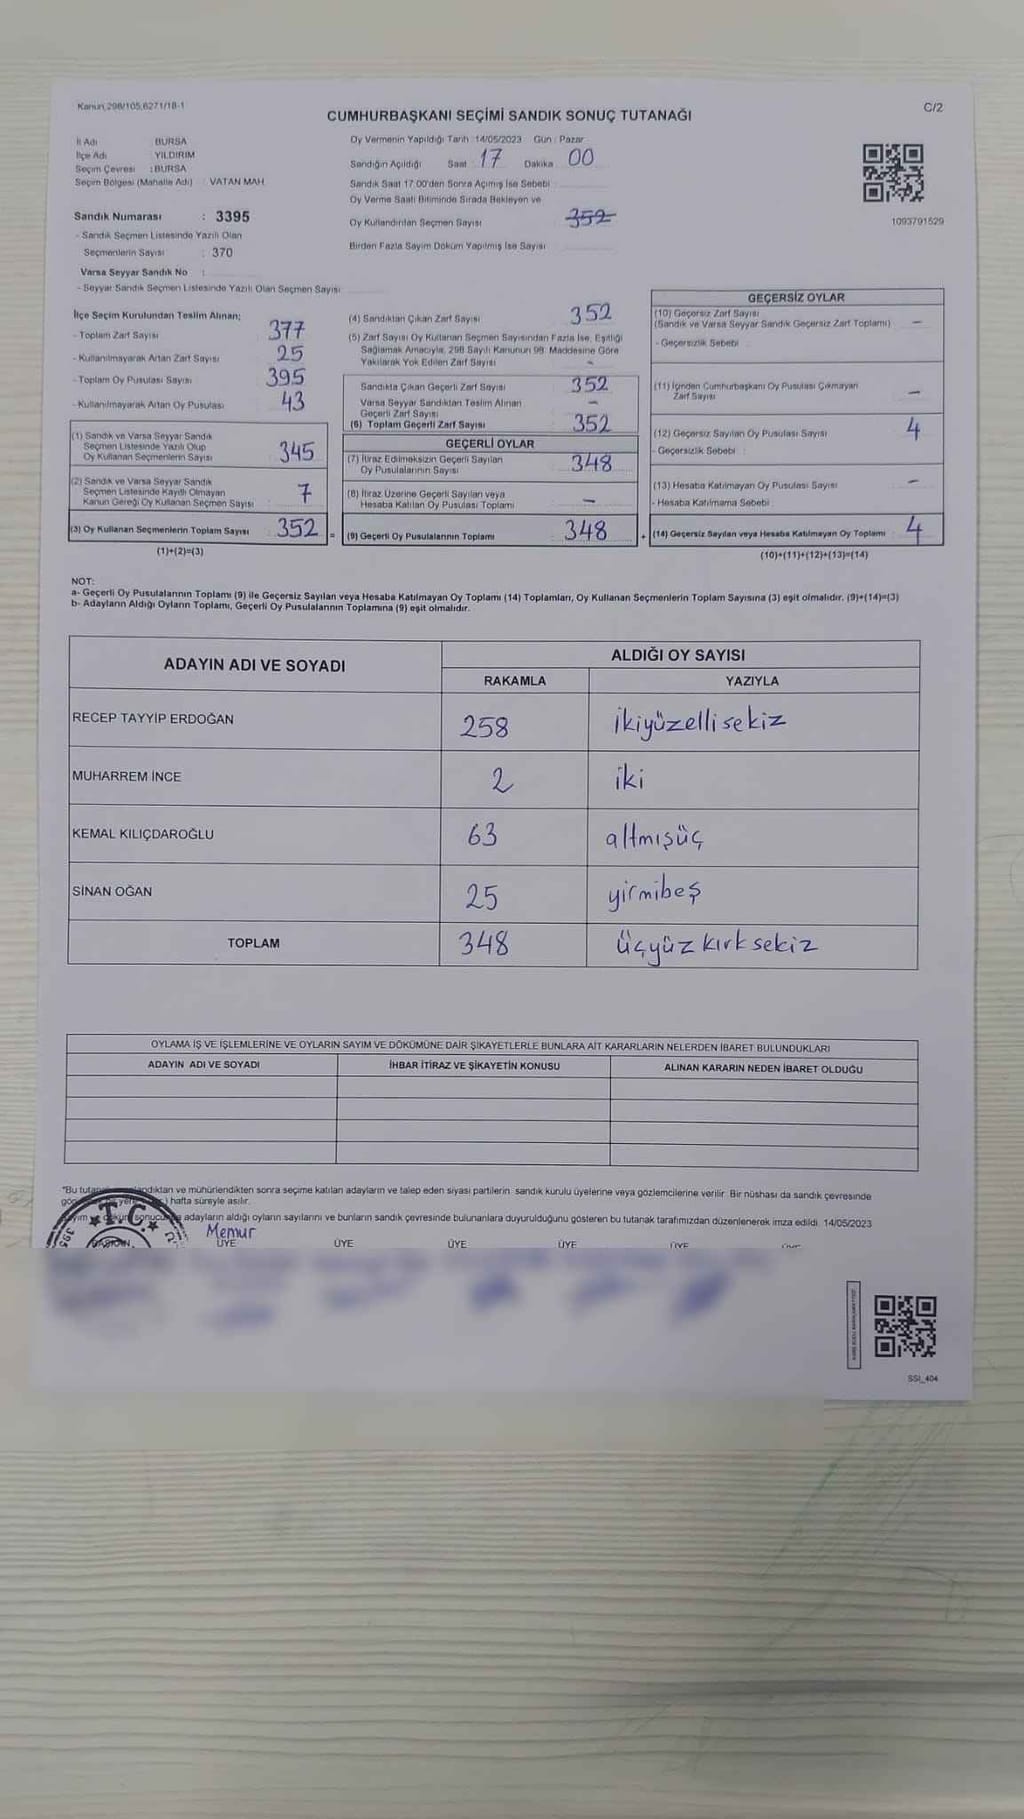 Kanun 298/105,6271/18-1
C/2
CUMHURBAŞKANI SEÇİMİ SANDIK SONUÇ TUTANAĞI
İl Adı : BURSA
İlçe Adı : YILDIRIM
Seçim Çevresi : BURSA
Seçim Bölgesi (Mahalle Adı) : VATAN MAH.
Sandık Numarası : 3395
- Sandık Seçmen Listesinde Yazılı Olan
Seçmenlerin Sayısı : 370
Varsa Seyyar Sandık No :
- Seyyar Sandık Seçmen Listesinde Yazılı Olan Seçmen Sayısı
Oy Vermenin Yapıldığı Tarih :14/05/2023 Gün : Pazar
Sandığın Açıldığı Saat 17 Dakika 00
Sandık Saat 17:00'den Sonra Açılmış İse Sebebi
Oy Verme Saati Bitiminde Sırada Bekleyen ve
Oy Kullandırılan Seçmen Sayısı 352
Birden Fazla Sayım Döküm Yapılmış İse Sayısı
1093791529
İlçe Seçim Kurulundan Teslim Alınan;
- Toplam Zarf Sayısı 377
- Kullanılmayarak Artan Zarf Sayısı 25
- Toplam Oy Pusulası Sayısı 395
- Kullanılmayarak Artan Oy Pusulası 43
(1) Sandık ve Varsa Seyyar Sandık
Seçmen Listesinde Yazılı Olup
Oy Kullanan Seçmenlerin Sayısı 345
(2) Sandık ve Varsa Seyyar Sandık
Seçmen Listesinde Kayıtlı Olmayan
Kanun Gereği Oy Kullanan Seçmen Sayısı 7
(3) Oy Kullanan Seçmenlerin Toplam Sayısı 352 =
(1)+(2)=(3)
(4) Sandıktan Çıkan Zarf Sayısı 352
(5) Zarf Sayısı Oy Kullanan Seçmen Sayısından Fazla İse, Eşitliği
Sağlamak Amacıyla, 298 Sayılı Kanunun 98. Maddesine Göre
Yakılarak Yok Edilen Zarf Sayısı -
Sandıkta Çıkan Geçerli Zarf Sayısı 352
Varsa Seyyar Sandıktan Teslim Alınan
Geçerli Zarf Sayısı -
(6) Toplam Geçerli Zarf Sayısı 352
GEÇERLİ OYLAR
(7) İtiraz Edilmeksizin Geçerli Sayılan
Oy Pusulalarının Sayısı 348
(8) İtiraz Üzerine Geçerli Sayılan veya
Hesaba Katılan Oy Pusulası Toplamı -
(9) Geçerli Oy Pusulalarının Toplamı 348 +
GEÇERSİZ OYLAR
(10) Geçersiz Zarf Sayısı
(Sandık ve Varsa Seyyar Sandık Geçersiz Zarf Toplamı) -
- Geçersizlik Sebebi
(11) İçinden Cumhurbaşkanı Oy Pusulası Çıkmayan
Zarf Sayısı -
(12) Geçersiz Sayılan Oy Pusulası Sayısı 4
- Geçersizlik Sebebi :
(13) Hesaba Katılmayan Oy Pusulası Sayısı -
- Hesaba Katılmama Sebebi
(14) Geçersiz Sayılan veya Hesaba Katılmayan Oy Toplamı 4
(10)+(11)+(12)+(13)=(14)
NOT:
a- Geçerli Oy Pusulalarının Toplamı (9) ile Geçersiz Sayılan veya Hesaba Katılmayan Oy Toplamı (14) Toplamları, Oy Kullanan Seçmenlerin Toplam Sayısına (3) eşit olmalıdır. (9)+(14)=(3)
b- Adayların Aldığı Oyların Toplamı, Geçerli Oy Pusulalarının Toplamına (9) eşit olmalıdır.
ADAYIN ADI VE SOYADI
ALDIĞI OY SAYISI
RAKAMLA YAZIYLA
RECEP TAYYİP ERDOĞAN 258 ikiyüzellisekiz
MUHARREM İNCE 2 iki
KEMAL KILIÇDAROĞLU 63 altmışüç
SİNAN OĞAN 25 yirmibeş
TOPLAM 348 üçyüz kırk sekiz
OYLAMA İŞ VE İŞLEMLERİNE VE OYLARIN SAYIM VE DÖKÜMÜNE DAİR ŞİKAYETLERLE BUNLARA AİT KARARLARIN NELERDEN İBARET BULUNDUKLARI
ADAYIN ADI VE SOYADI İHBAR İTİRAZ VE ŞİKAYETİN KONUSU ALINAN KARARIN NEDEN İBARET OLDUĞU
"Bu tutanak ve mühürlendikten sonra seçime katılan adayların ve talep eden siyasi partilerin sandık kurulu üyelerine veya gözlemcilerine verilir. Bir nüshası da sandık çevresinde
hafta süreyle asılır.
adayların aldığı oyların sayılarını ve bunların sandık çevresinde bulunanlara duyurulduğunu gösteren bu tutanak tarafımızdan düzenlenerek imza edildi. 14/05/2023
T.C.
Memur
BAŞKAN ÜYE ÜYE ÜYE ÜYE ÜYE
SSI_404